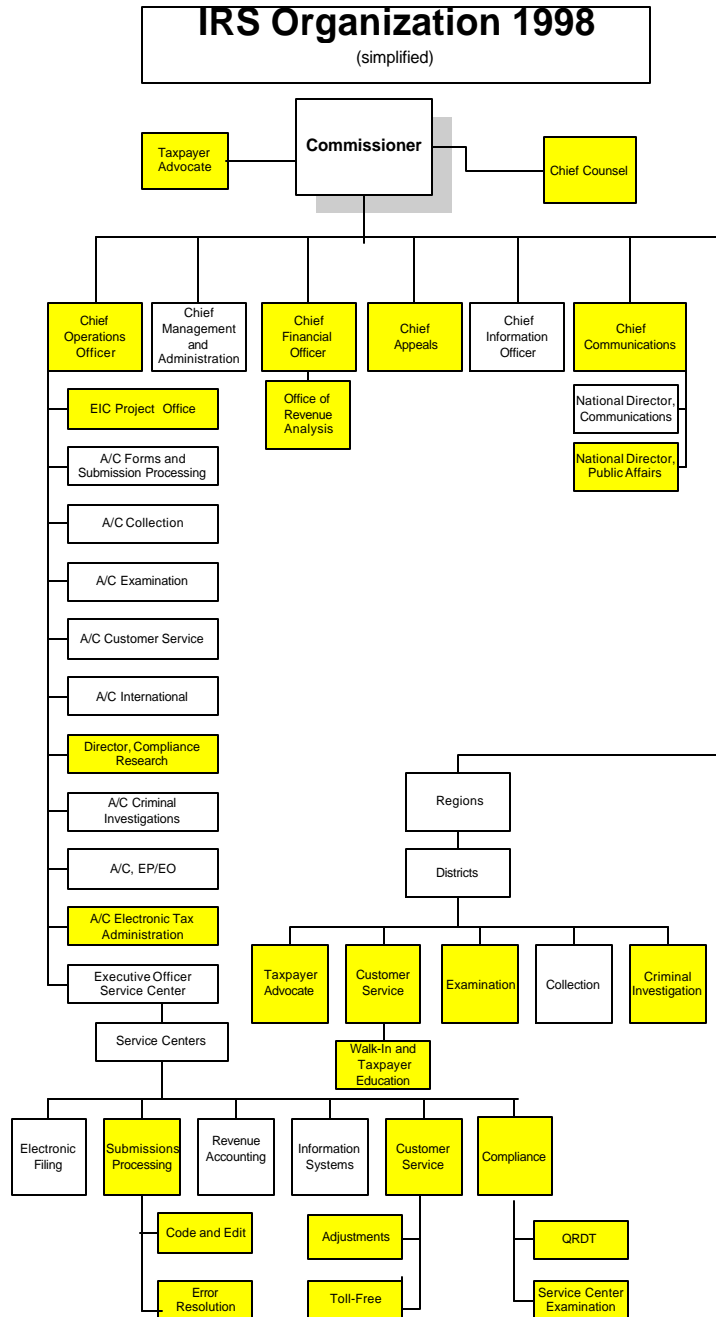 IRS Organization 1998
(simplified)
Commissioner
Taxpayer
Advocate
Chief Counsel
Chief
Operations
Officer
Chief
Management
and
Administration
Chief
Financial
Officer
Chief
Appeals
Chief
Information
Officer
Chief
Communications
EIC Project Office
A/C Forms and
Submission Processing
A/C Collection
A/C Examination
A/C Customer Service
A/C International
Director, Compliance
Research
A/C Criminal
Investigations
A/C, EP/EO
A/C Electronic Tax
Administration
Executive Officer
Service Center
Office of
Revenue
Analysis
National Director,
Communications
National Director,
Public Affairs
Regions
Districts
Taxpayer
Advocate
Customer
Service
Examination
Collection
Criminal
Investigation
Walk-In and
Taxpayer
Education
Service Centers
Electronic
Filing
Submissions
Processing
Revenue
Accounting
Information
Systems
Customer
Service
Compliance
Code and Edit
Error
Resolution
Adjustments
Toll-Free
QRDT
Service Center
Examination